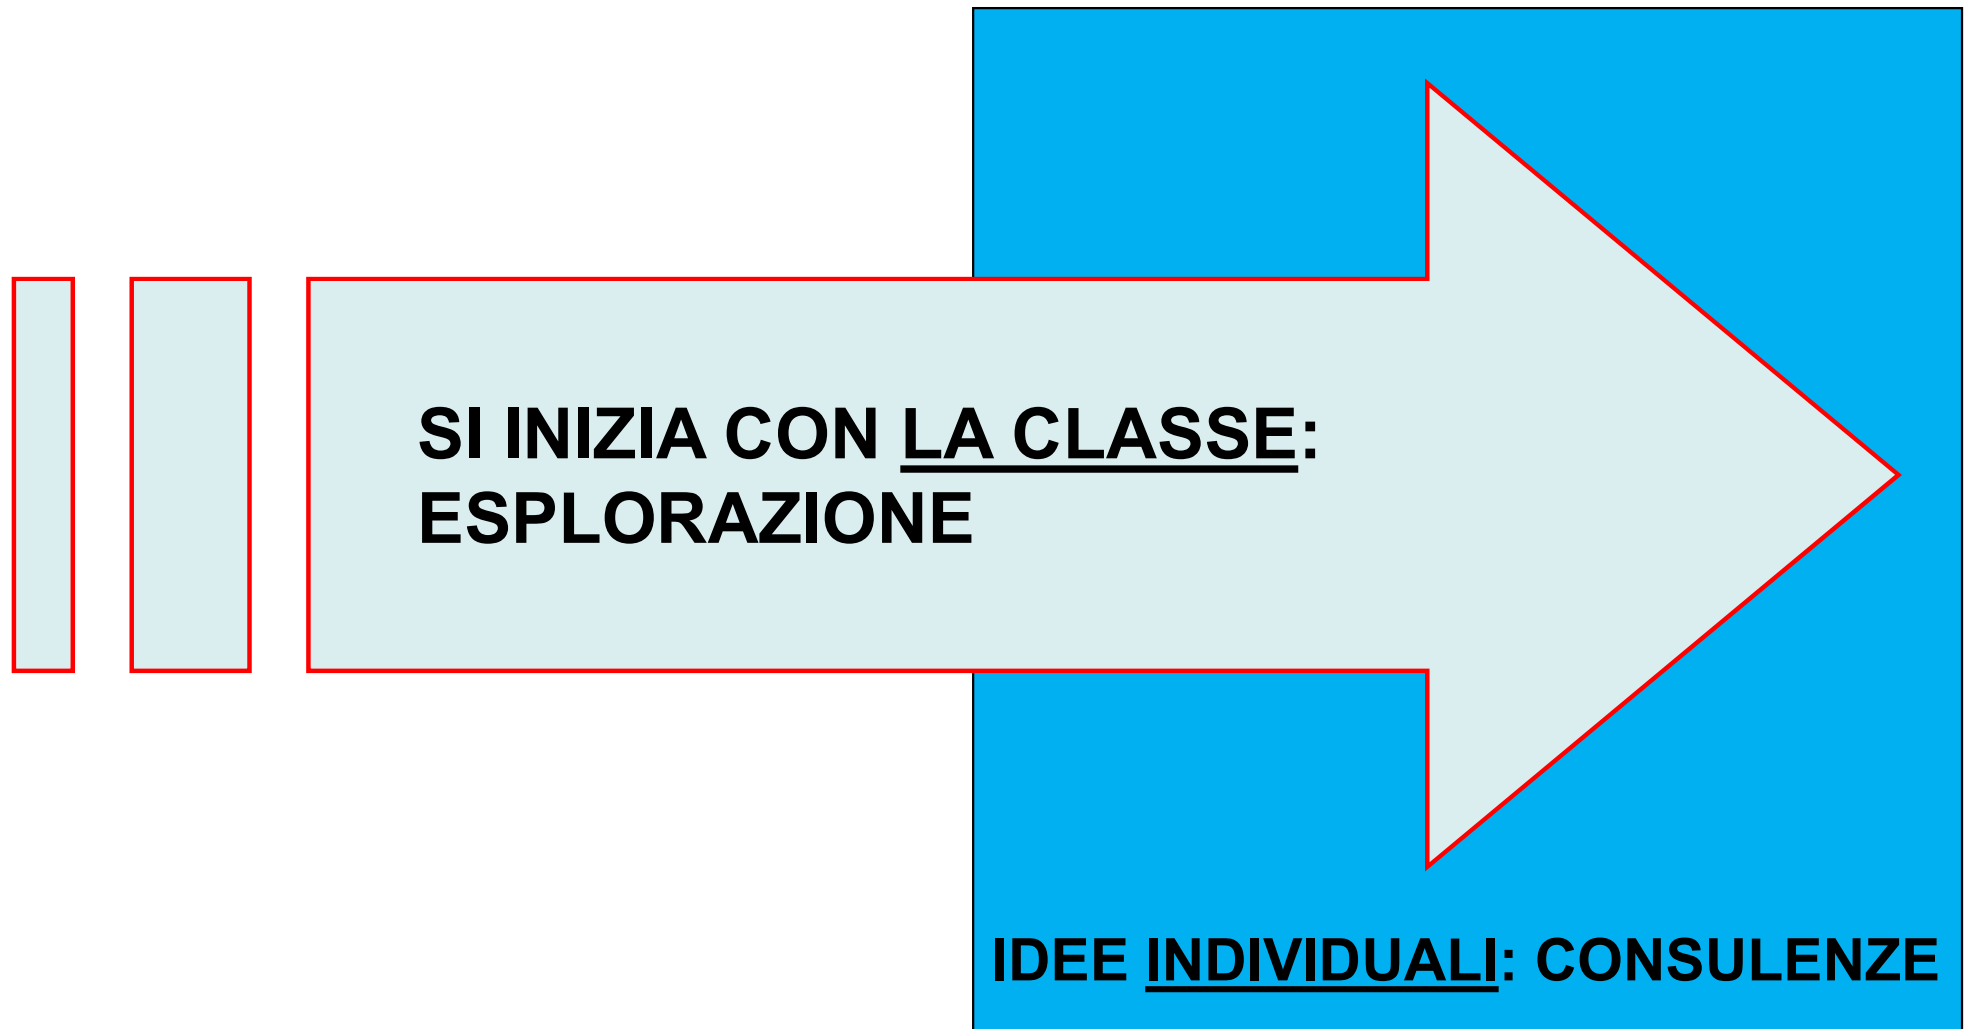 SI INIZIA CON LA CLASSE:
ESPLORAZIONE
IDEE INDIVIDUALI: CONSULENZE